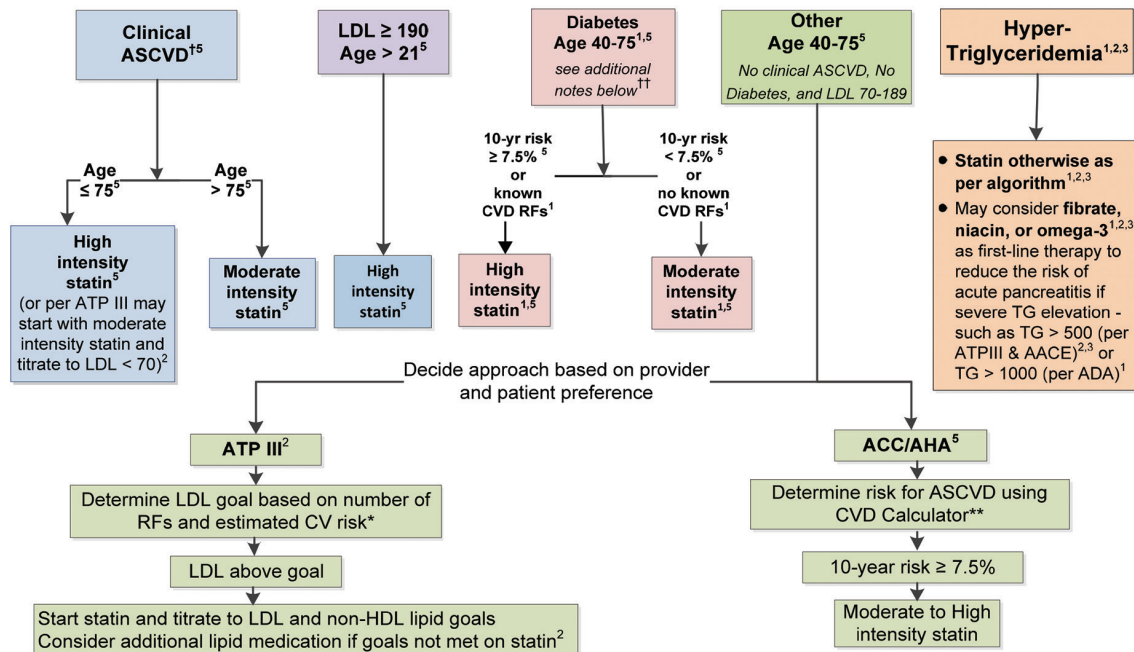 Clinical
ASCVD†5
LDL ≥ 190
Age > 215
Diabetes
Age 40-751,5
see additional
notes below††
Other
Age 40-755
No clinical ASCVD, No
Diabetes, and LDL 70-189
Hyper-
Triglyceridemia1,2,3
Age
≤ 755
Age
> 755
10-yr risk
≥ 7.5% 5
or
known
CVD RFs1
10-yr risk
< 7.5% 5
or
no known
CVD RFs1
High
intensity
statin5
(or per ATP III may
start with moderate
intensity statin and
titrate to LDL < 70)2
Moderate
intensity
statin5
High
intensity
statin5
High
intensity
statin1,5
Moderate
intensity
statin1,5
• Statin otherwise as
per algorithm1,2,3
• May consider fibrate,
niacin, or omega-31,2,3
as first-line therapy to
reduce the risk of
acute pancreatitis if
severe TG elevation -
such as TG > 500 (per
ATPIII & AACE)2,3 or
TG > 1000 (per ADA)1
Decide approach based on provider
and patient preference
ATP III2
Determine LDL goal based on number of
RFs and estimated CV risk*
LDL above goal
Start statin and titrate to LDL and non-HDL lipid goals
Consider additional lipid medication if goals not met on statin2
ACC/AHA5
Determine risk for ASCVD using
CVD Calculator**
10-year risk ≥ 7.5%
Moderate to High
intensity statin